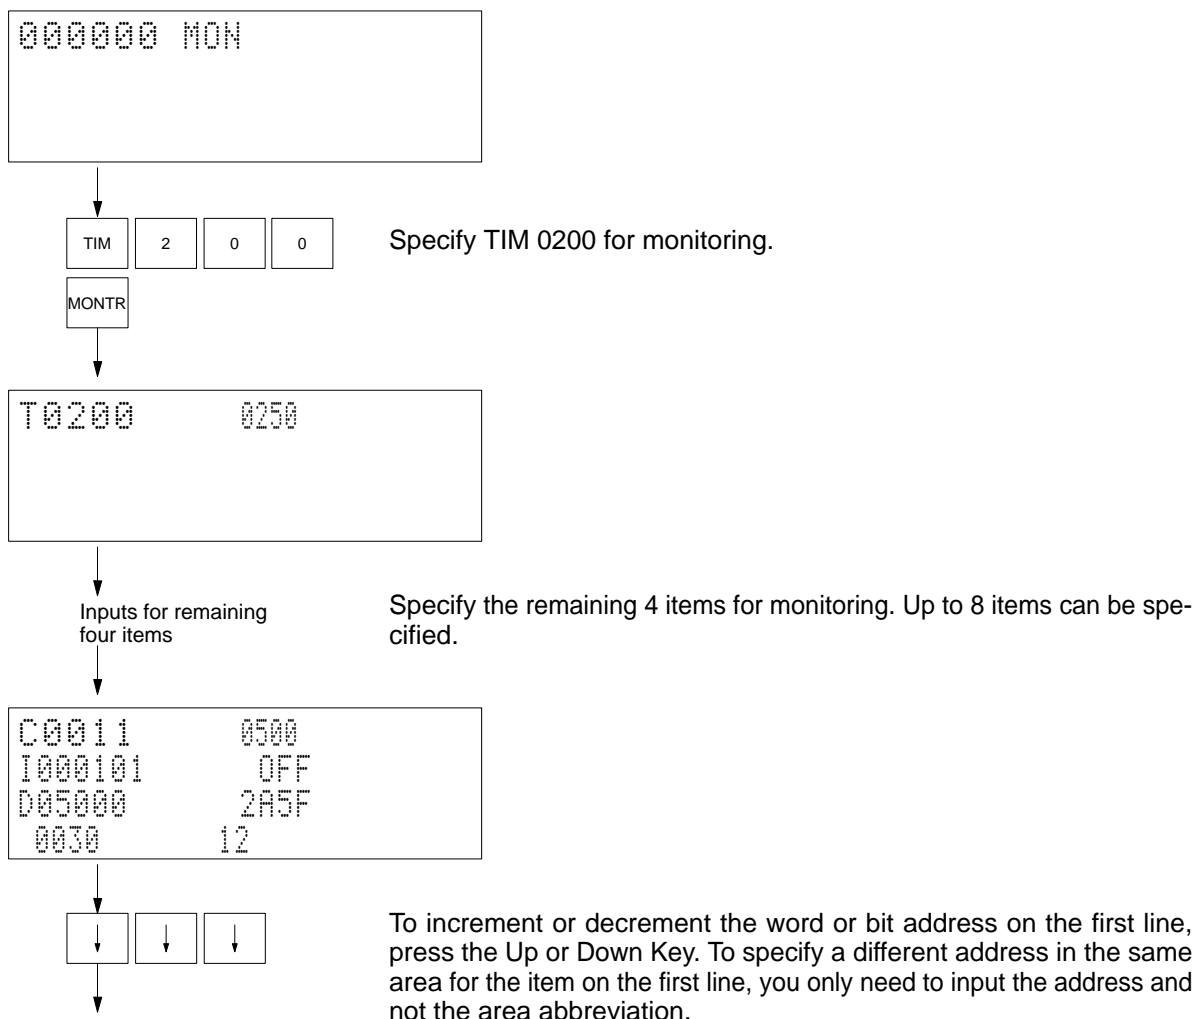 000000 MON
TIM 2 0 0
Specify TIM 0200 for monitoring.
MONTR
T0200 0250
Inputs for remaining
four items
Specify the remaining 4 items for monitoring. Up to 8 items can be spe-
cified.
C0011 0500
I000101 OFF
D05000 2A5F
0030 12
To increment or decrement the word or bit address on the first line,
press the Up or Down Key. To specify a different address in the same
area for the item on the first line, you only need to input the address and
not the area abbreviation.